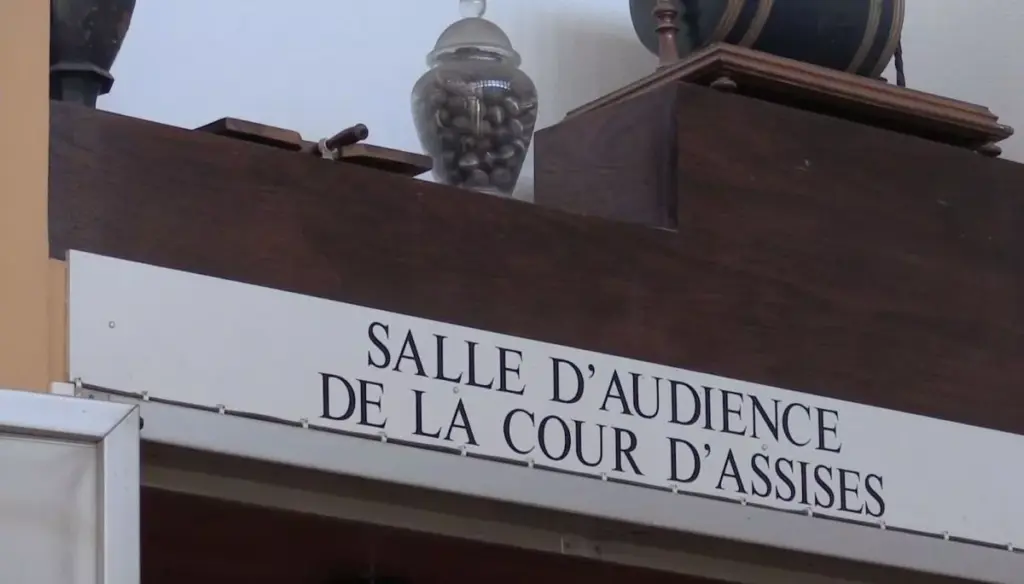 SALLE D'AUDIENCE
DE LA COUR D'ASSISES